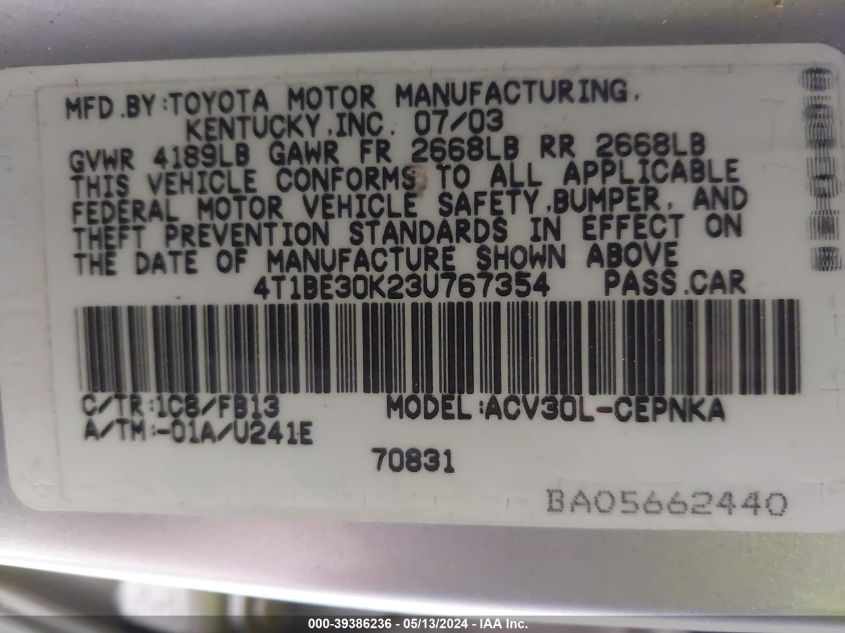 MFD.BY:TOYOTA MOTOR MANUFACTURING,
KENTUCKY,INC. 07/03
GVWR 4189LB GAWR FR 2668LB RR 2668LB
THIS VEHICLE CONFORMS TO ALL APPLICABLE
FEDERAL MOTOR VEHICLE SAFETY,BUMPER, AND
THEFT PREVENTION STANDARDS IN EFFECT ON
THE DATE OF MANUFACTURE SHOWN ABOVE
4T1BE30K23U767354 PASS.CAR
C/TR:1C8/FB13 MODEL:ACV30L-CEPNKA
A/TM:-01A/U241E
70831
BA05662440
000-39386236 - 05/13/2024 - IAA Inc.